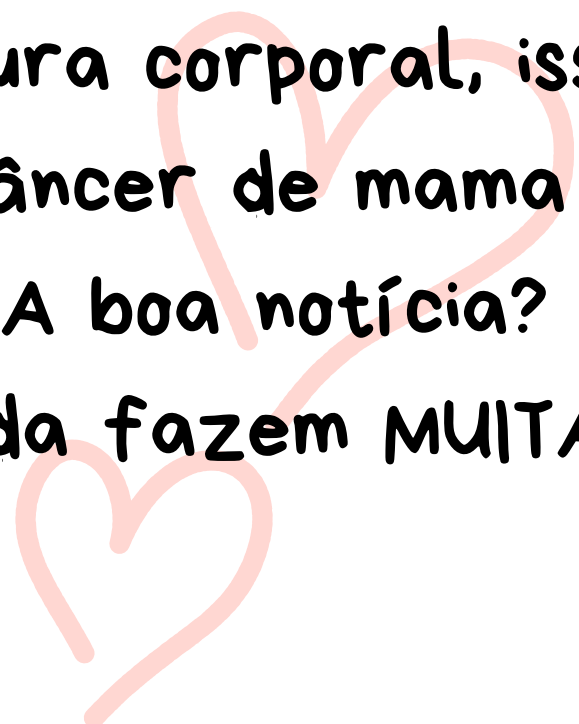 ura corporal, iss
âncer de mama
A boa notícia?
da fazem MUITA